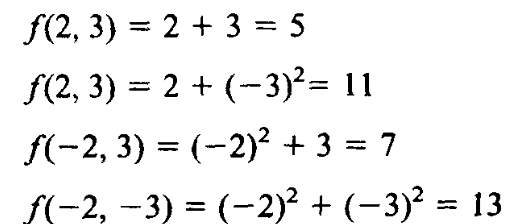 f(2, 3) = 2 + 3 = 5
f(2, 3) = 2 + (−3)²= 11
f(−2, 3) = (−2)² + 3 = 7
f(−2, −3) = (−2)² + (−3)² = 13